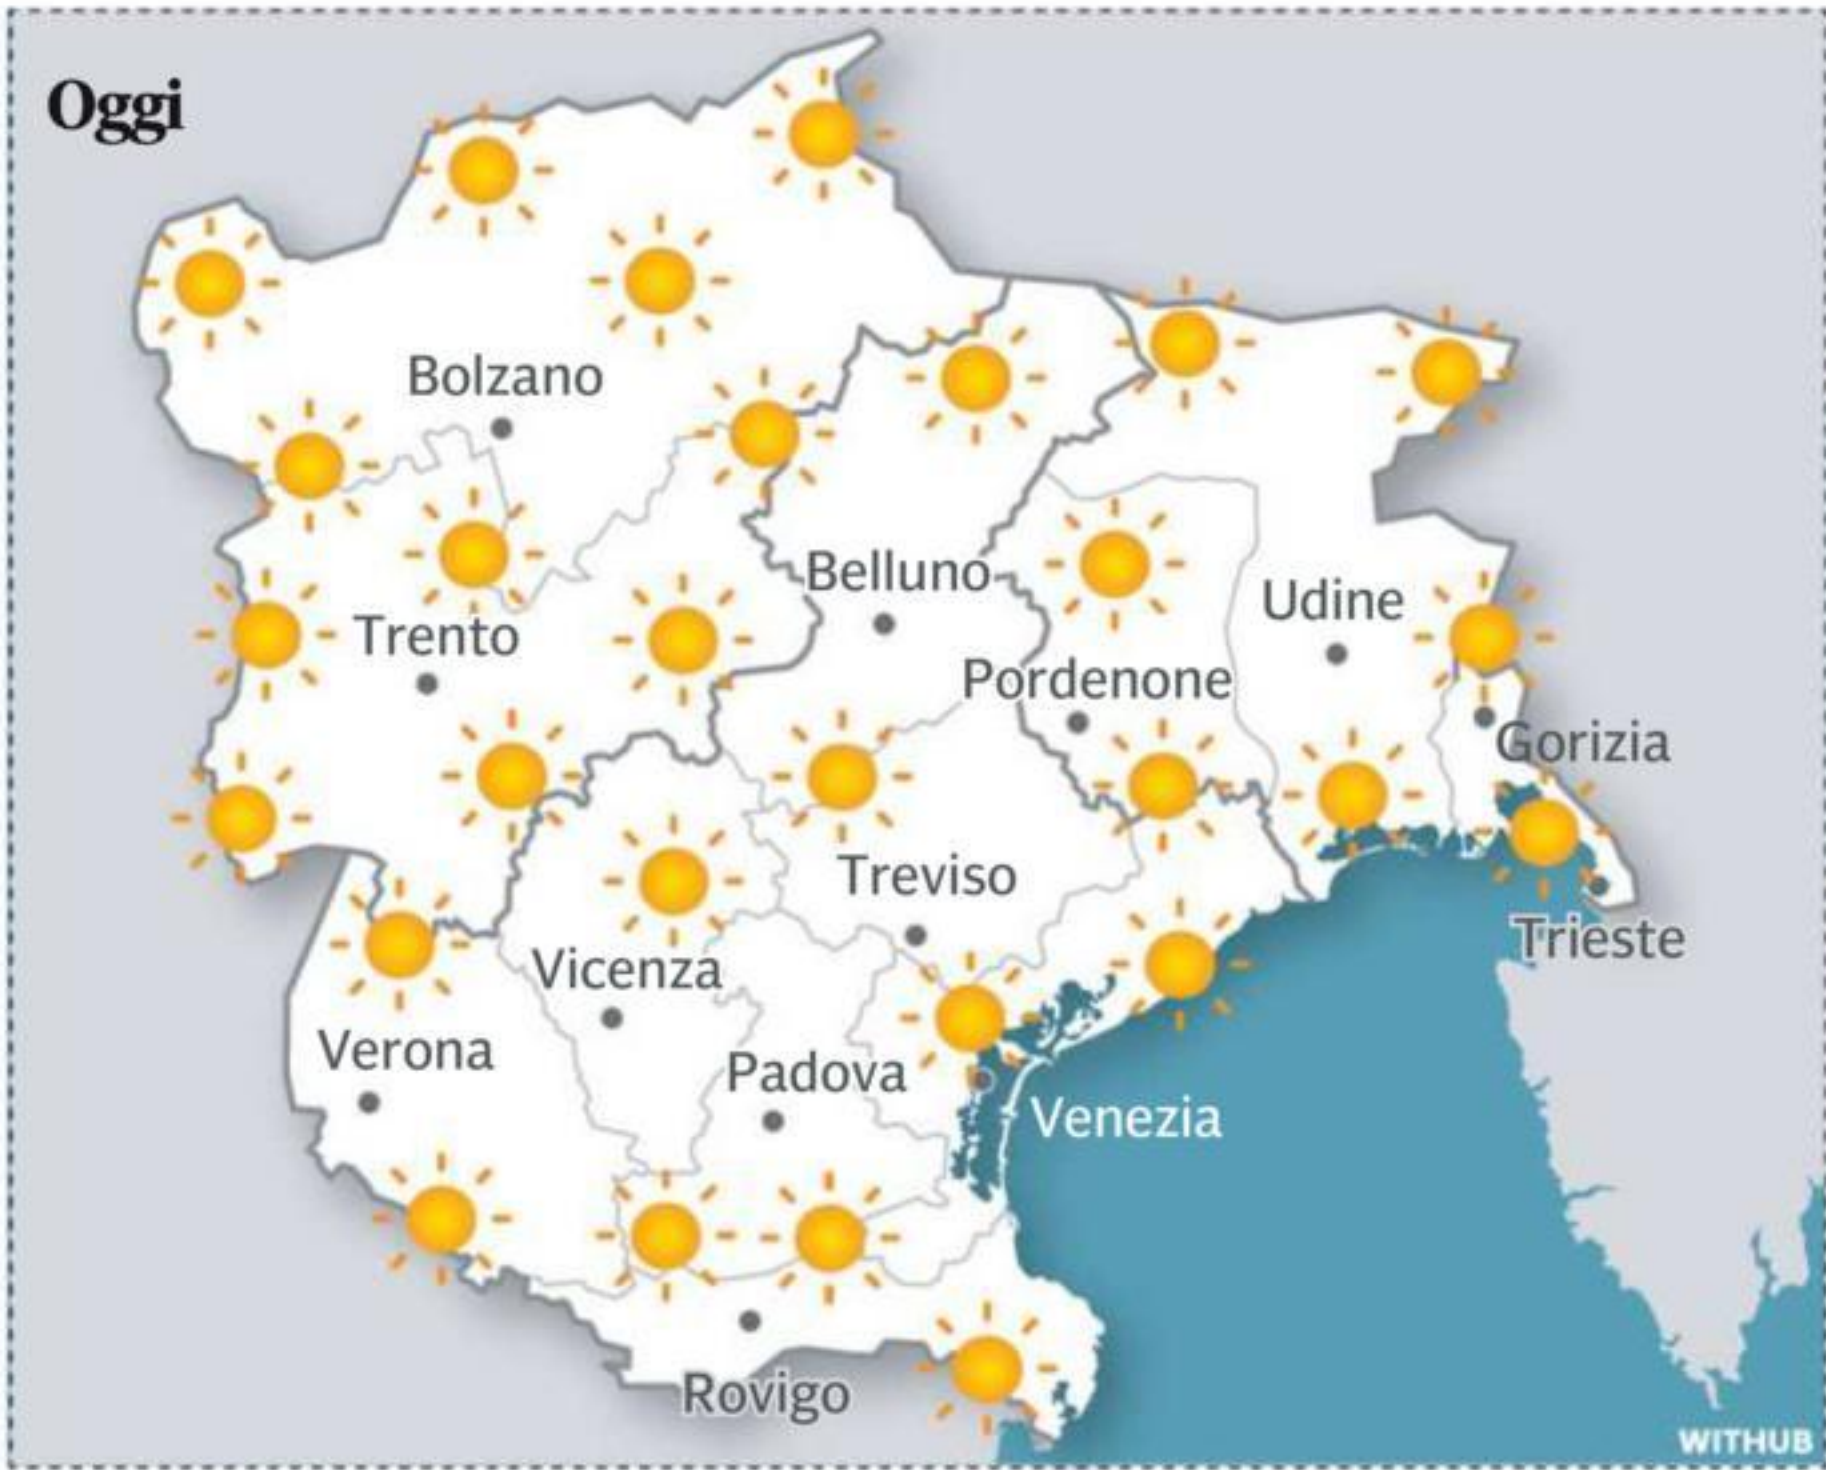 Oggi
Bolzano
Belluno
Udine
Trento
Pordenone
Gorizia
Treviso
Trieste
Vicenza
Verona
Padova
Venezia
Rovigo
WITHUB